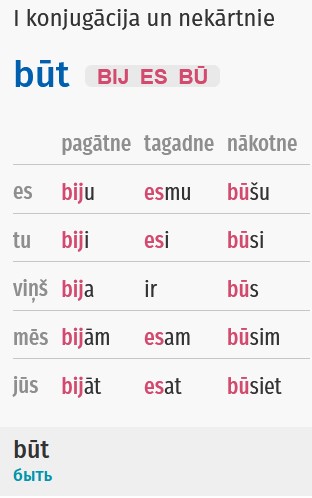 I konjugācija un nekārtnie
būt BIJ ES BŪ
pagātne tagadne nākotne
es biju esmu būšu
tu biji esi būsi
viņš bija ir būs
mēs bijām esam būsim
jūs bijāt esat būsiet
būt
быть